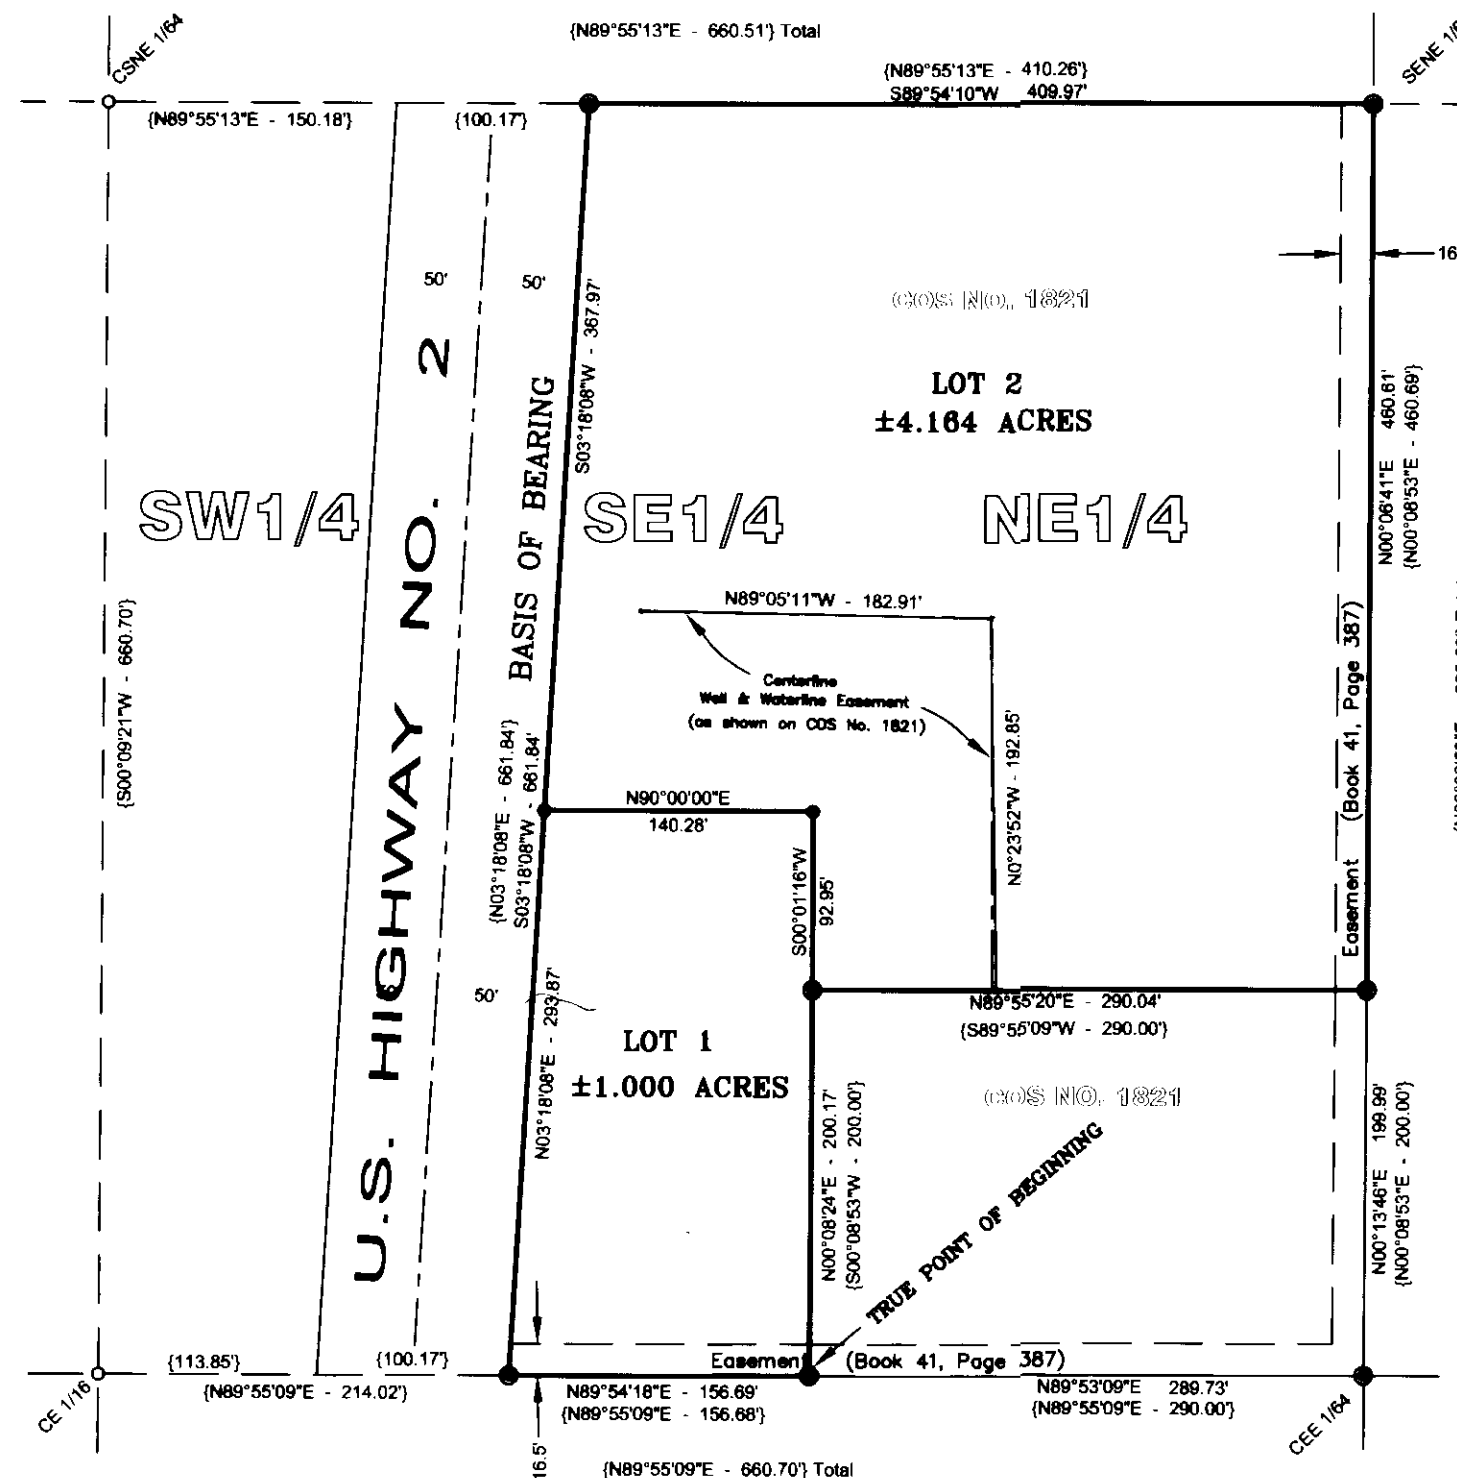 {N89°55'13"E - 660.51'} Total
CSNE 1/64
{N89°55'13"E - 410.26'}
S89°54'10"W 409.97'
{N89°55'13"E - 150.18'}
{100.17'}
50'
50'
16
COS No. 1821
LOT 2
±4.164 ACRES
S03°18'08"W - 367.97'
BASIS OF BEARING
N00°06'41"E 460.61'
{N00°08'53"E - 460.69'}
SW1/4
SE1/4
NE1/4
U.S. HIGHWAY NO. 2
{S00°09'21"W - 660.70'}
N89°05'11"W - 182.91'
Centerline
Well & Waterline Easement
(as shown on COS No. 1821)
N0°23'52"W - 192.85'
Easement (Book 41, Page 387)
{N03°18'08"E - 661.84'}
S03°18'08"W - 661.84'
N90°00'00"E
140.28'
S00°01'16"W
92.95'
50'
N03°18'08"E - 293.87'
N89°55'20"E - 290.04'
{S89°55'09"W - 290.00'}
LOT 1
±1.000 ACRES
COS NO. 1821
N00°08'24"E - 200.17'
{S00°08'53"W - 200.00'}
TRUE POINT OF BEGINNING
N00°13'46"E 199.99'
{N00°08'53"E - 200.00'}
{113.85'}
{100.17'}
Easement (Book 41, Page 387)
CE 1/16
{N89°55'09"E - 214.02'}
N89°54'18"E - 156.69'
{N89°55'09"E - 156.68'}
N89°53'09"E 289.73'
{N89°55'09"E - 290.00'}
CEE 1/64
16.5'
{N89°55'09"E - 660.70'} Total